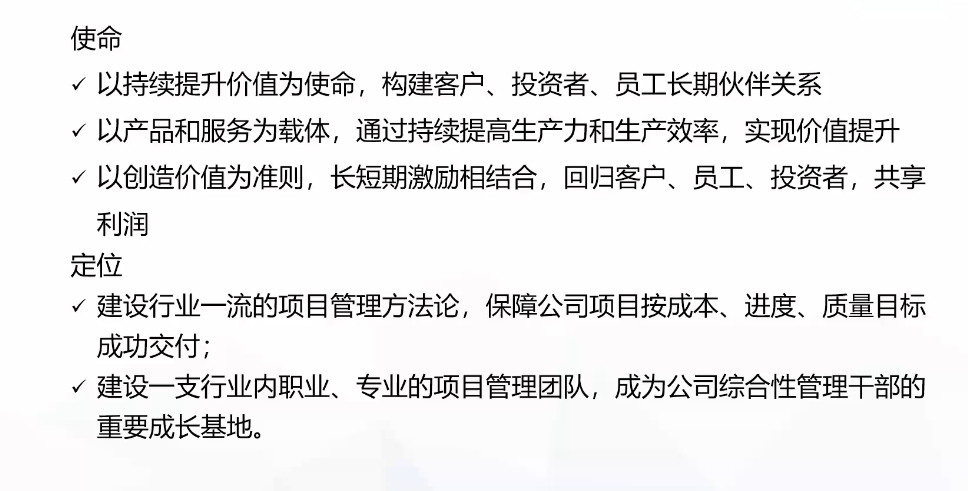 使命
✓ 以持续提升价值为使命，构建客户、投资者、员工长期伙伴关系
✓ 以产品和服务为载体，通过持续提高生产力和生产效率，实现价值提升
✓ 以创造价值为准则，长短期激励相结合，回归客户、员工、投资者，共享
利润
定位
✓ 建设行业一流的项目管理方法论，保障公司项目按成本、进度、质量目标
成功交付；
✓ 建设一支行业内职业、专业的项目管理团队，成为公司综合性管理干部的
重要成长基地。